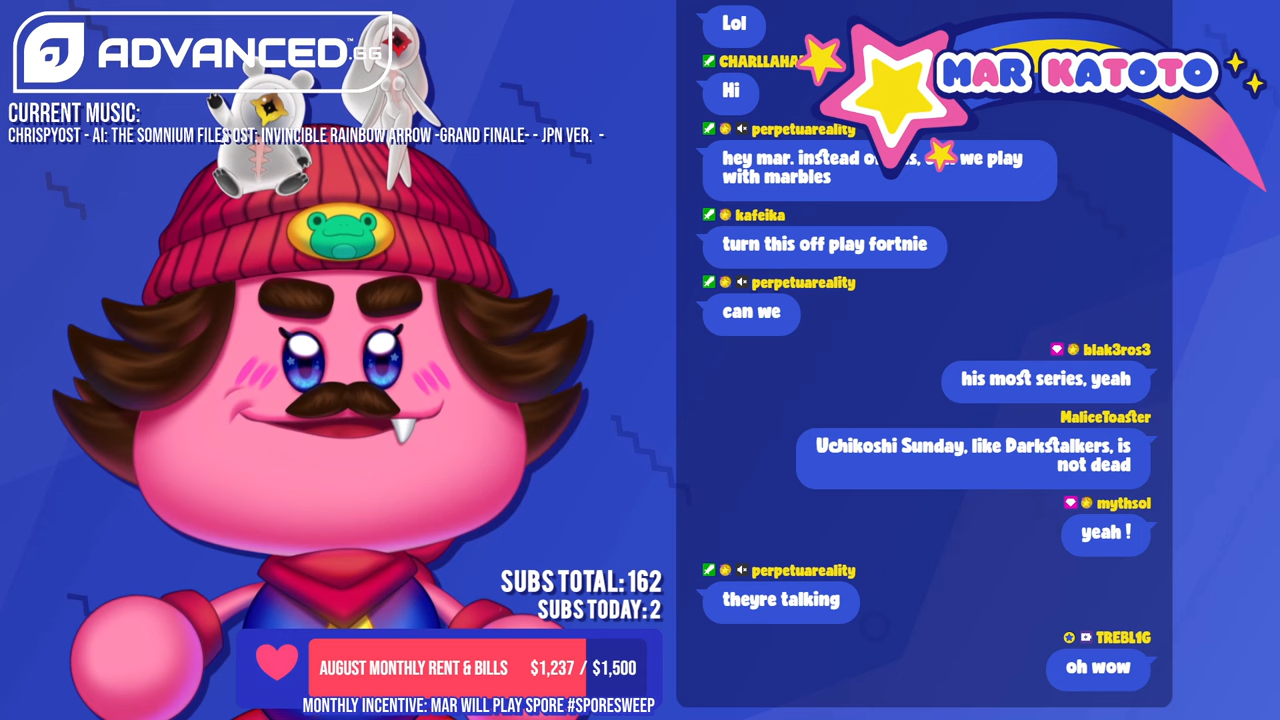 ADVANCED™.GG
CURRENT MUSIC:
CHRISPYOST - AI: THE SOMNIUM FILES OST: INVINCIBLE RAINBOW ARROW -GRAND FINALE- - JPN VER. -
SUBS TOTAL: 162
SUBS TODAY: 2
AUGUST MONTHLY RENT & BILLS $1,237 / $1,500
MONTHLY INCENTIVE: MAR WILL PLAY SPORE #SPORESWEEP
MAR KATOTO
Lol
Hi
perpetuareality
hey mar. instead we play
with marbles
kafeika
turn this off play fortnie
perpetuareality
can we
blak3ros3
his most series, yeah
MaliceToaster
Uchikoshi Sunday, like Darkstalkers, is
not dead
mythsol
yeah !
perpetuareality
theyre talking
TREBL1G
oh wow